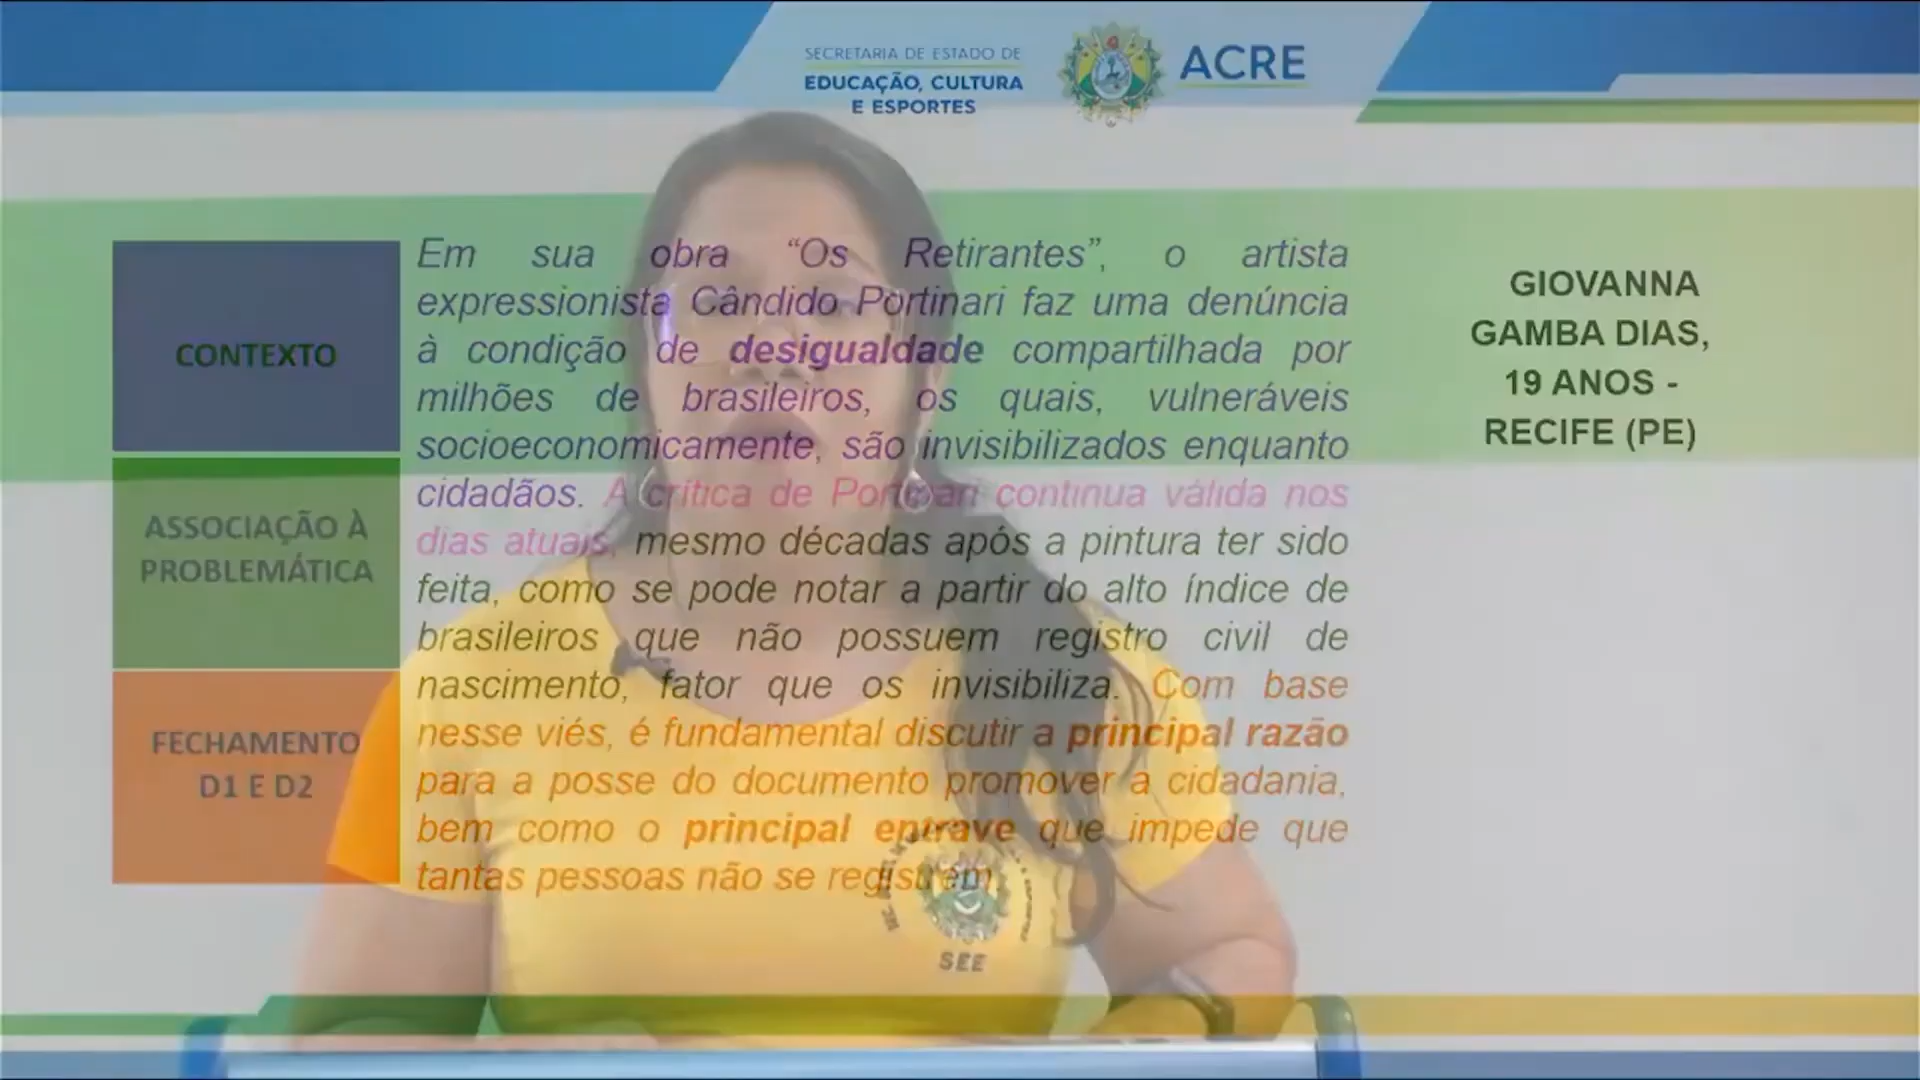 SECRETARIA DE ESTADO DE
EDUCAÇÃO, CULTURA
E ESPORTES
ACRE
CONTEXTO
ASSOCIAÇÃO À
PROBLEMÁTICA
FECHAMENTO
D1 E D2
Em sua obra “Os Retirantes”, o artista
expressionista Cândido Portinari faz uma denúncia
à condição de desigualdade compartilhada por
milhões de brasileiros, os quais, vulneráveis
socioeconomicamente, são invisibilizados enquanto
cidadãos. A crítica de Portinari continua válida nos
dias atuais, mesmo décadas após a pintura ter sido
feita, como se pode notar a partir do alto índice de
brasileiros que não possuem registro civil de
nascimento, fator que os invisibiliza. Com base
nesse viés, é fundamental discutir a principal razão
para a posse do documento promover a cidadania,
bem como o principal entrave que impede que
tantas pessoas não se registrem.
GIOVANNA
GAMBA DIAS,
19 ANOS -
RECIFE (PE)
SEE